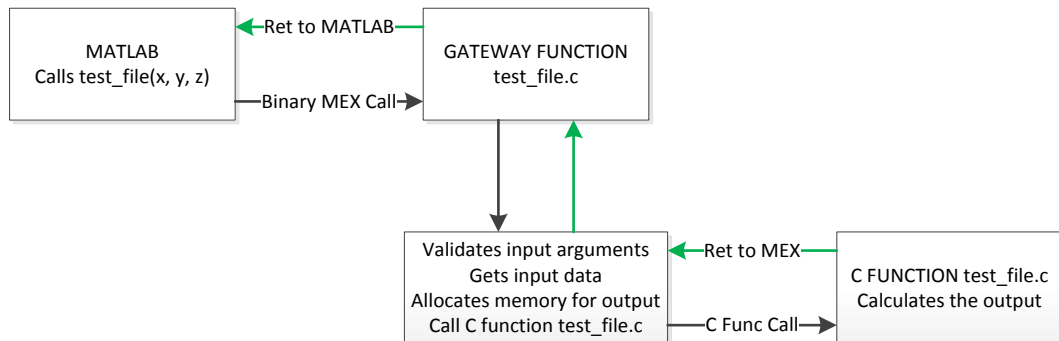 MATLAB
Calls test_file(x, y, z)
Ret to MATLAB
Binary MEX Call
GATEWAY FUNCTION
test_file.c
Validates input arguments
Gets input data
Allocates memory for output
Call C function test_file.c
Ret to MEX
C Func Call
C FUNCTION test_file.c
Calculates the output